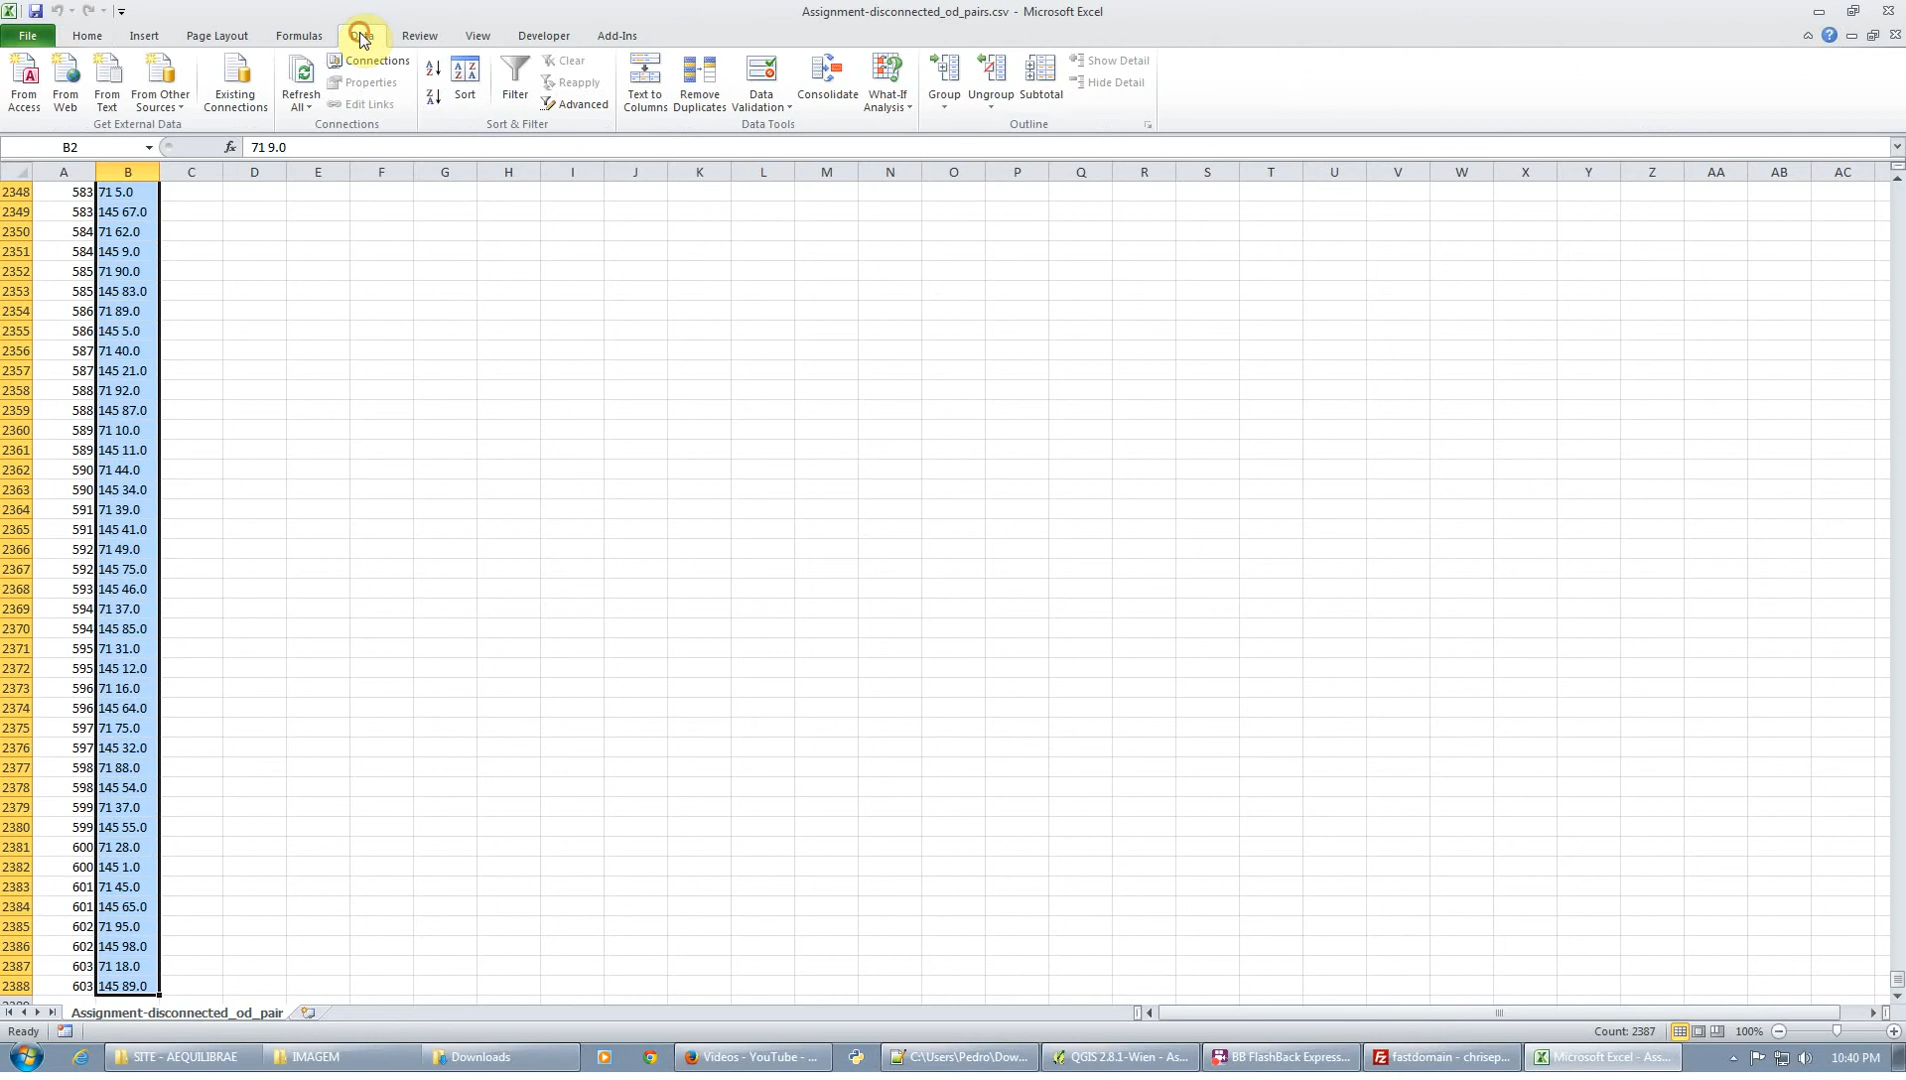 Assignment-disconnected_od_pairs.csv - Microsoft Excel
File Home Insert Page Layout Formulas Review View Developer Add-Ins
From Access
From Web
From Text
From Other Sources
Existing Connections
Get External Data
Refresh All
Connections
Properties
Edit Links
Connections
Sort
Filter
Clear
Reapply
Advanced
Sort & Filter
Text to Columns
Remove Duplicates
Data Validation
Consolidate
What-If Analysis
Data Tools
Group
Ungroup
Subtotal
Show Detail
Hide Detail
Outline
B2 fx 71 9.0
A B C D E F G H I J K L M N O P Q R S T U V W X Y Z AA AB AC
2348 583 71 5.0
2349 583 145 67.0
2350 584 71 62.0
2351 584 145 9.0
2352 585 71 90.0
2353 585 145 83.0
2354 586 71 89.0
2355 586 145 5.0
2356 587 71 40.0
2357 587 145 21.0
2358 588 71 92.0
2359 588 145 87.0
2360 589 71 10.0
2361 589 145 11.0
2362 590 71 44.0
2363 590 145 34.0
2364 591 71 39.0
2365 591 145 41.0
2366 592 71 49.0
2367 592 145 75.0
2368 593 145 46.0
2369 594 71 37.0
2370 594 145 85.0
2371 595 71 31.0
2372 595 145 12.0
2373 596 71 16.0
2374 596 145 64.0
2375 597 71 75.0
2376 597 145 32.0
2377 598 71 88.0
2378 598 145 54.0
2379 599 71 37.0
2380 599 145 55.0
2381 600 71 28.0
2382 600 145 1.0
2383 601 71 45.0
2384 601 145 65.0
2385 602 71 95.0
2386 602 145 98.0
2387 603 71 18.0
2388 603 145 89.0
Assignment-disconnected_od_pair
Ready Count: 2387 100%
SITE - AEQUILIBRAE IMAGEM Downloads Videos - YouTube - ... C:\Users\Pedro\Dow... QGIS 2.8.1-Wien - As... BB FlashBack Express... fastdomain - chrisep... Microsoft Excel - Ass... 10:40 PM